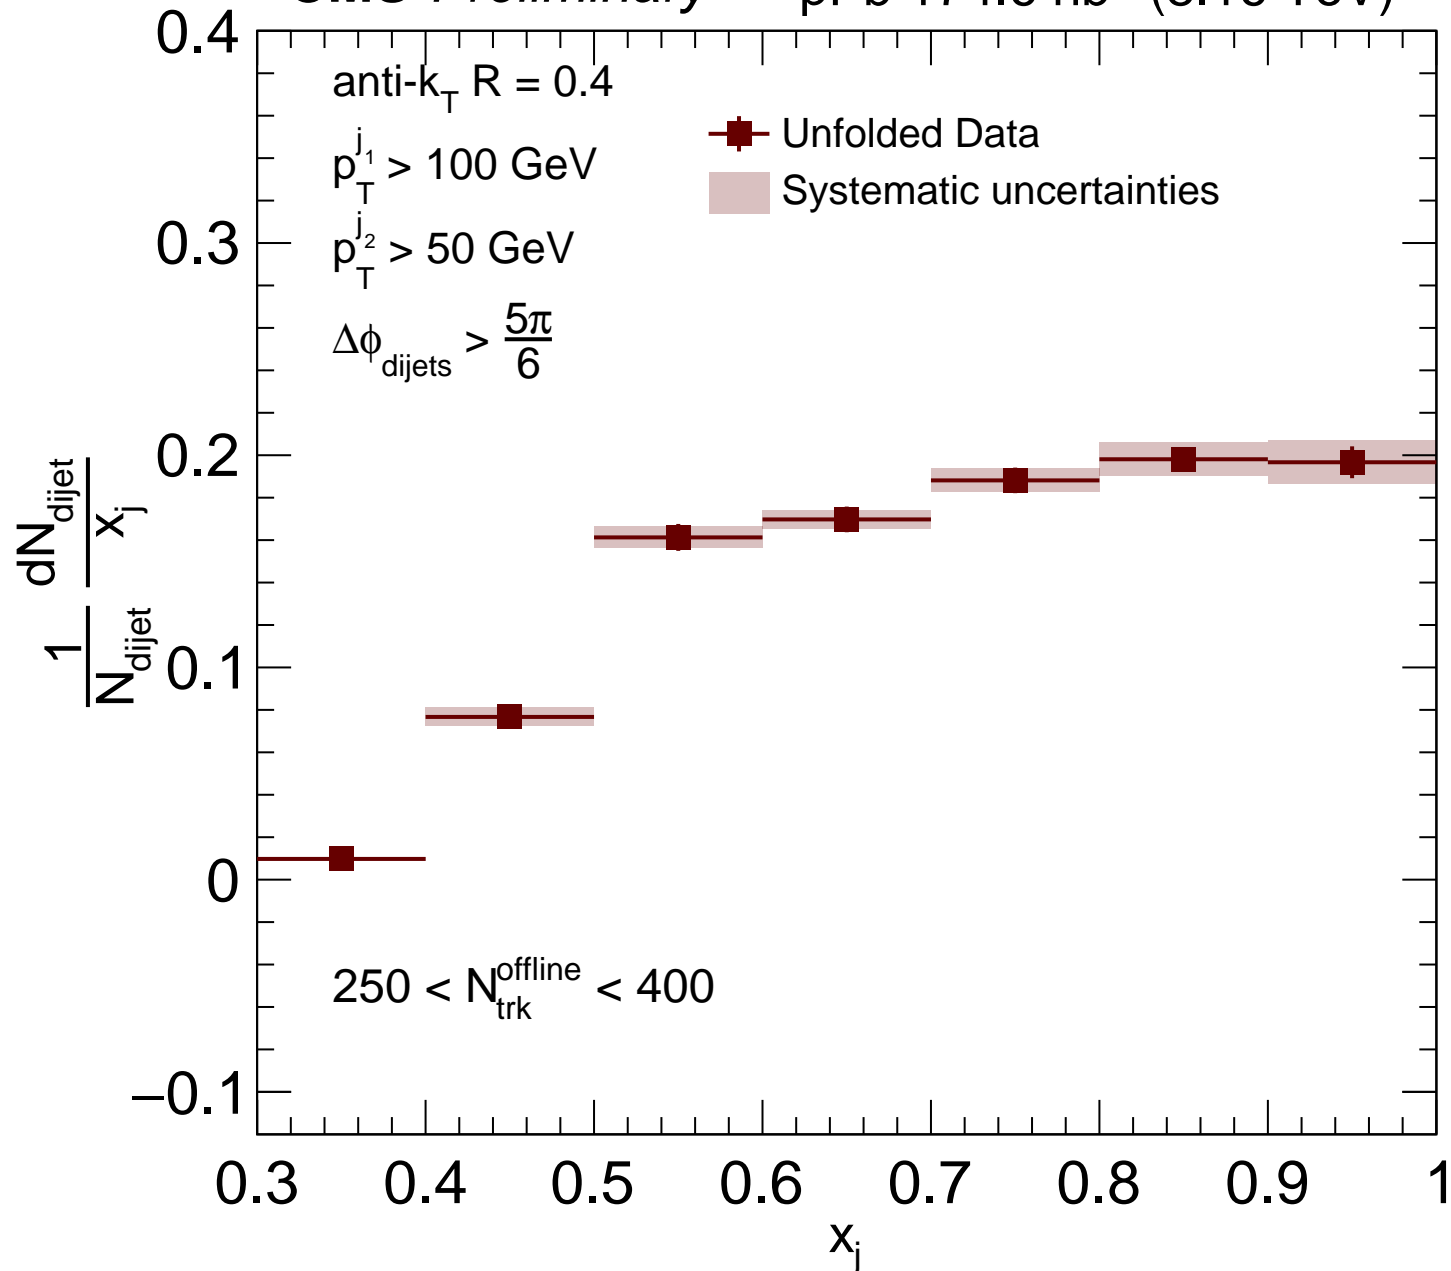 Preliminary
anti-k_T R = 0.4
p_T^{j_1} > 100 GeV
p_T^{j_2} > 50 GeV
Δϕ_dijets > 5π/6
Unfolded Data
Systematic uncertainties
250 < N_trk^offline < 400
1/N_dijet dN_dijet/x_j
0.4
0.3
0.2
0.1
0
−0.1
0.3 0.4 0.5 0.6 0.7 0.8 0.9 1
x_j